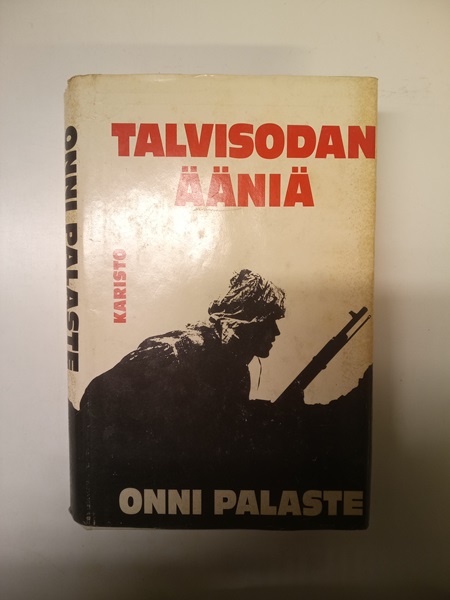 TALVISODAN
ÄÄNIÄ
KARISTO
ONNI PALASTE
ONNI PALASTE